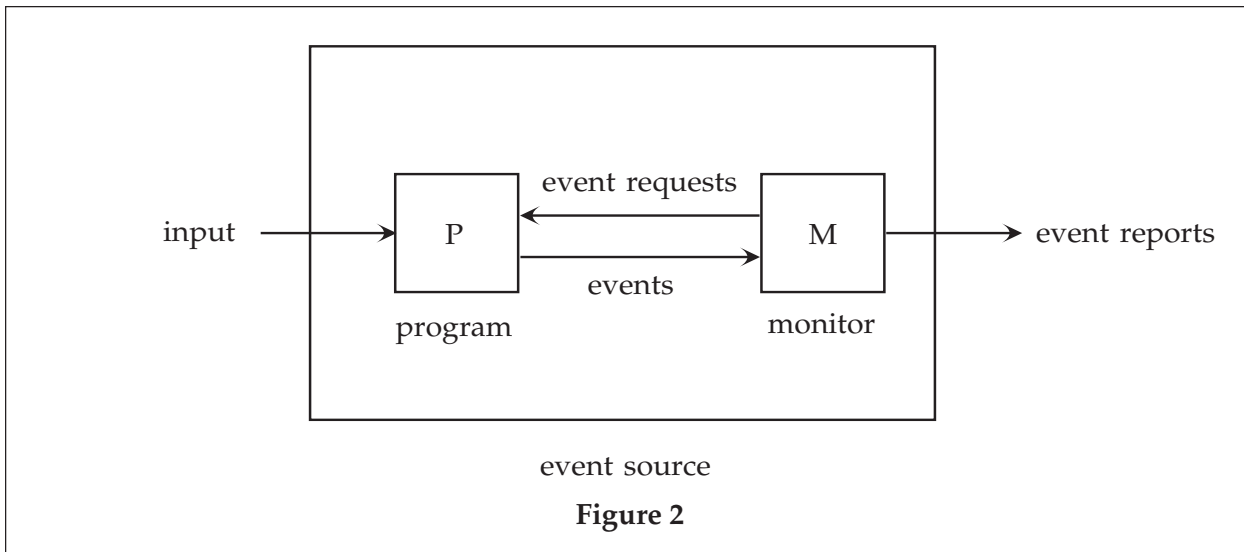 event requests
input
P
M
event reports
events
program
monitor
event source
Figure 2